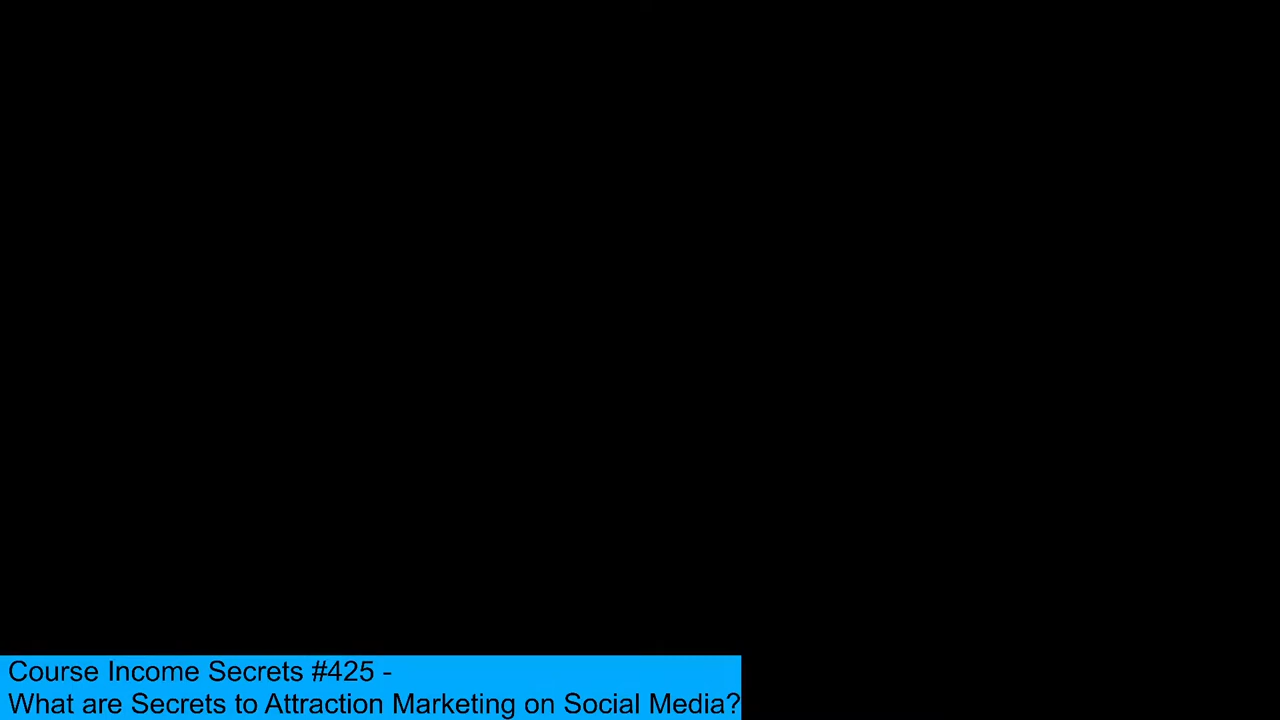 Course Income Secrets #425 -
What are Secrets to Attraction Marketing on Social Media?